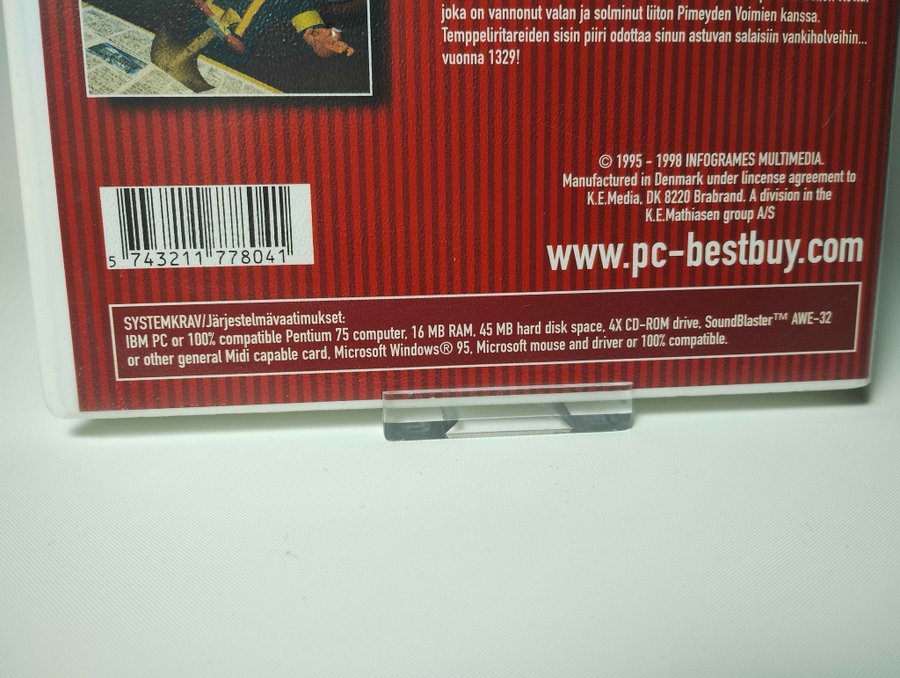 joka on vannonut valan ja solminut liiton Pimeyden Voimien kanssa.
Temppeliritareiden sisin piiri odottaa sinun astuvan salaisiin vankiholveihin...
vuonna 1329!
© 1995 - 1998 INFOGRAMES MULTIMEDIA.
Manufactured in Denmark under lincense agreement to
K.E.Media, DK 8220 Brabrand. A division in the
K.E.Mathiasen group A/S
www.pc-bestbuy.com
5 743211 778041
SYSTEMKRAV/Järjestelmävaatimukset:
IBM PC or 100% compatible Pentium 75 computer, 16 MB RAM, 45 MB hard disk space, 4X CD-ROM drive, SoundBlaster™ AWE-32
or other general Midi capable card, Microsoft Windows® 95, Microsoft mouse and driver or 100% compatible.